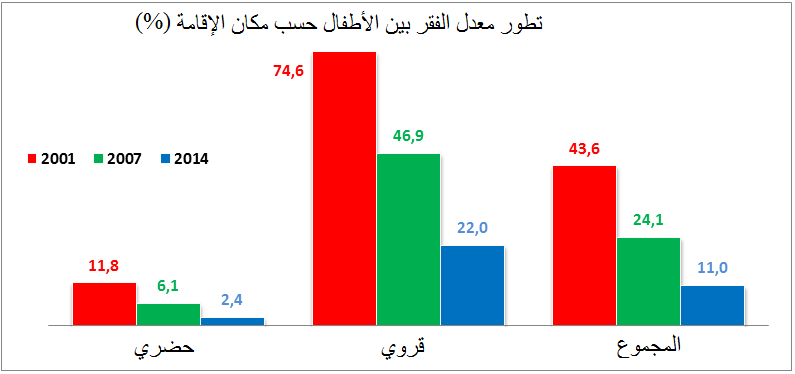 تطور معدل الفقر بين الأطفال حسب مكان الإقامة (%)
74,6
46,9
43,6
2001 2007 2014
22,0
24,1
11,8
6,1
2,4
11,0
حضري
قروي
المجموع